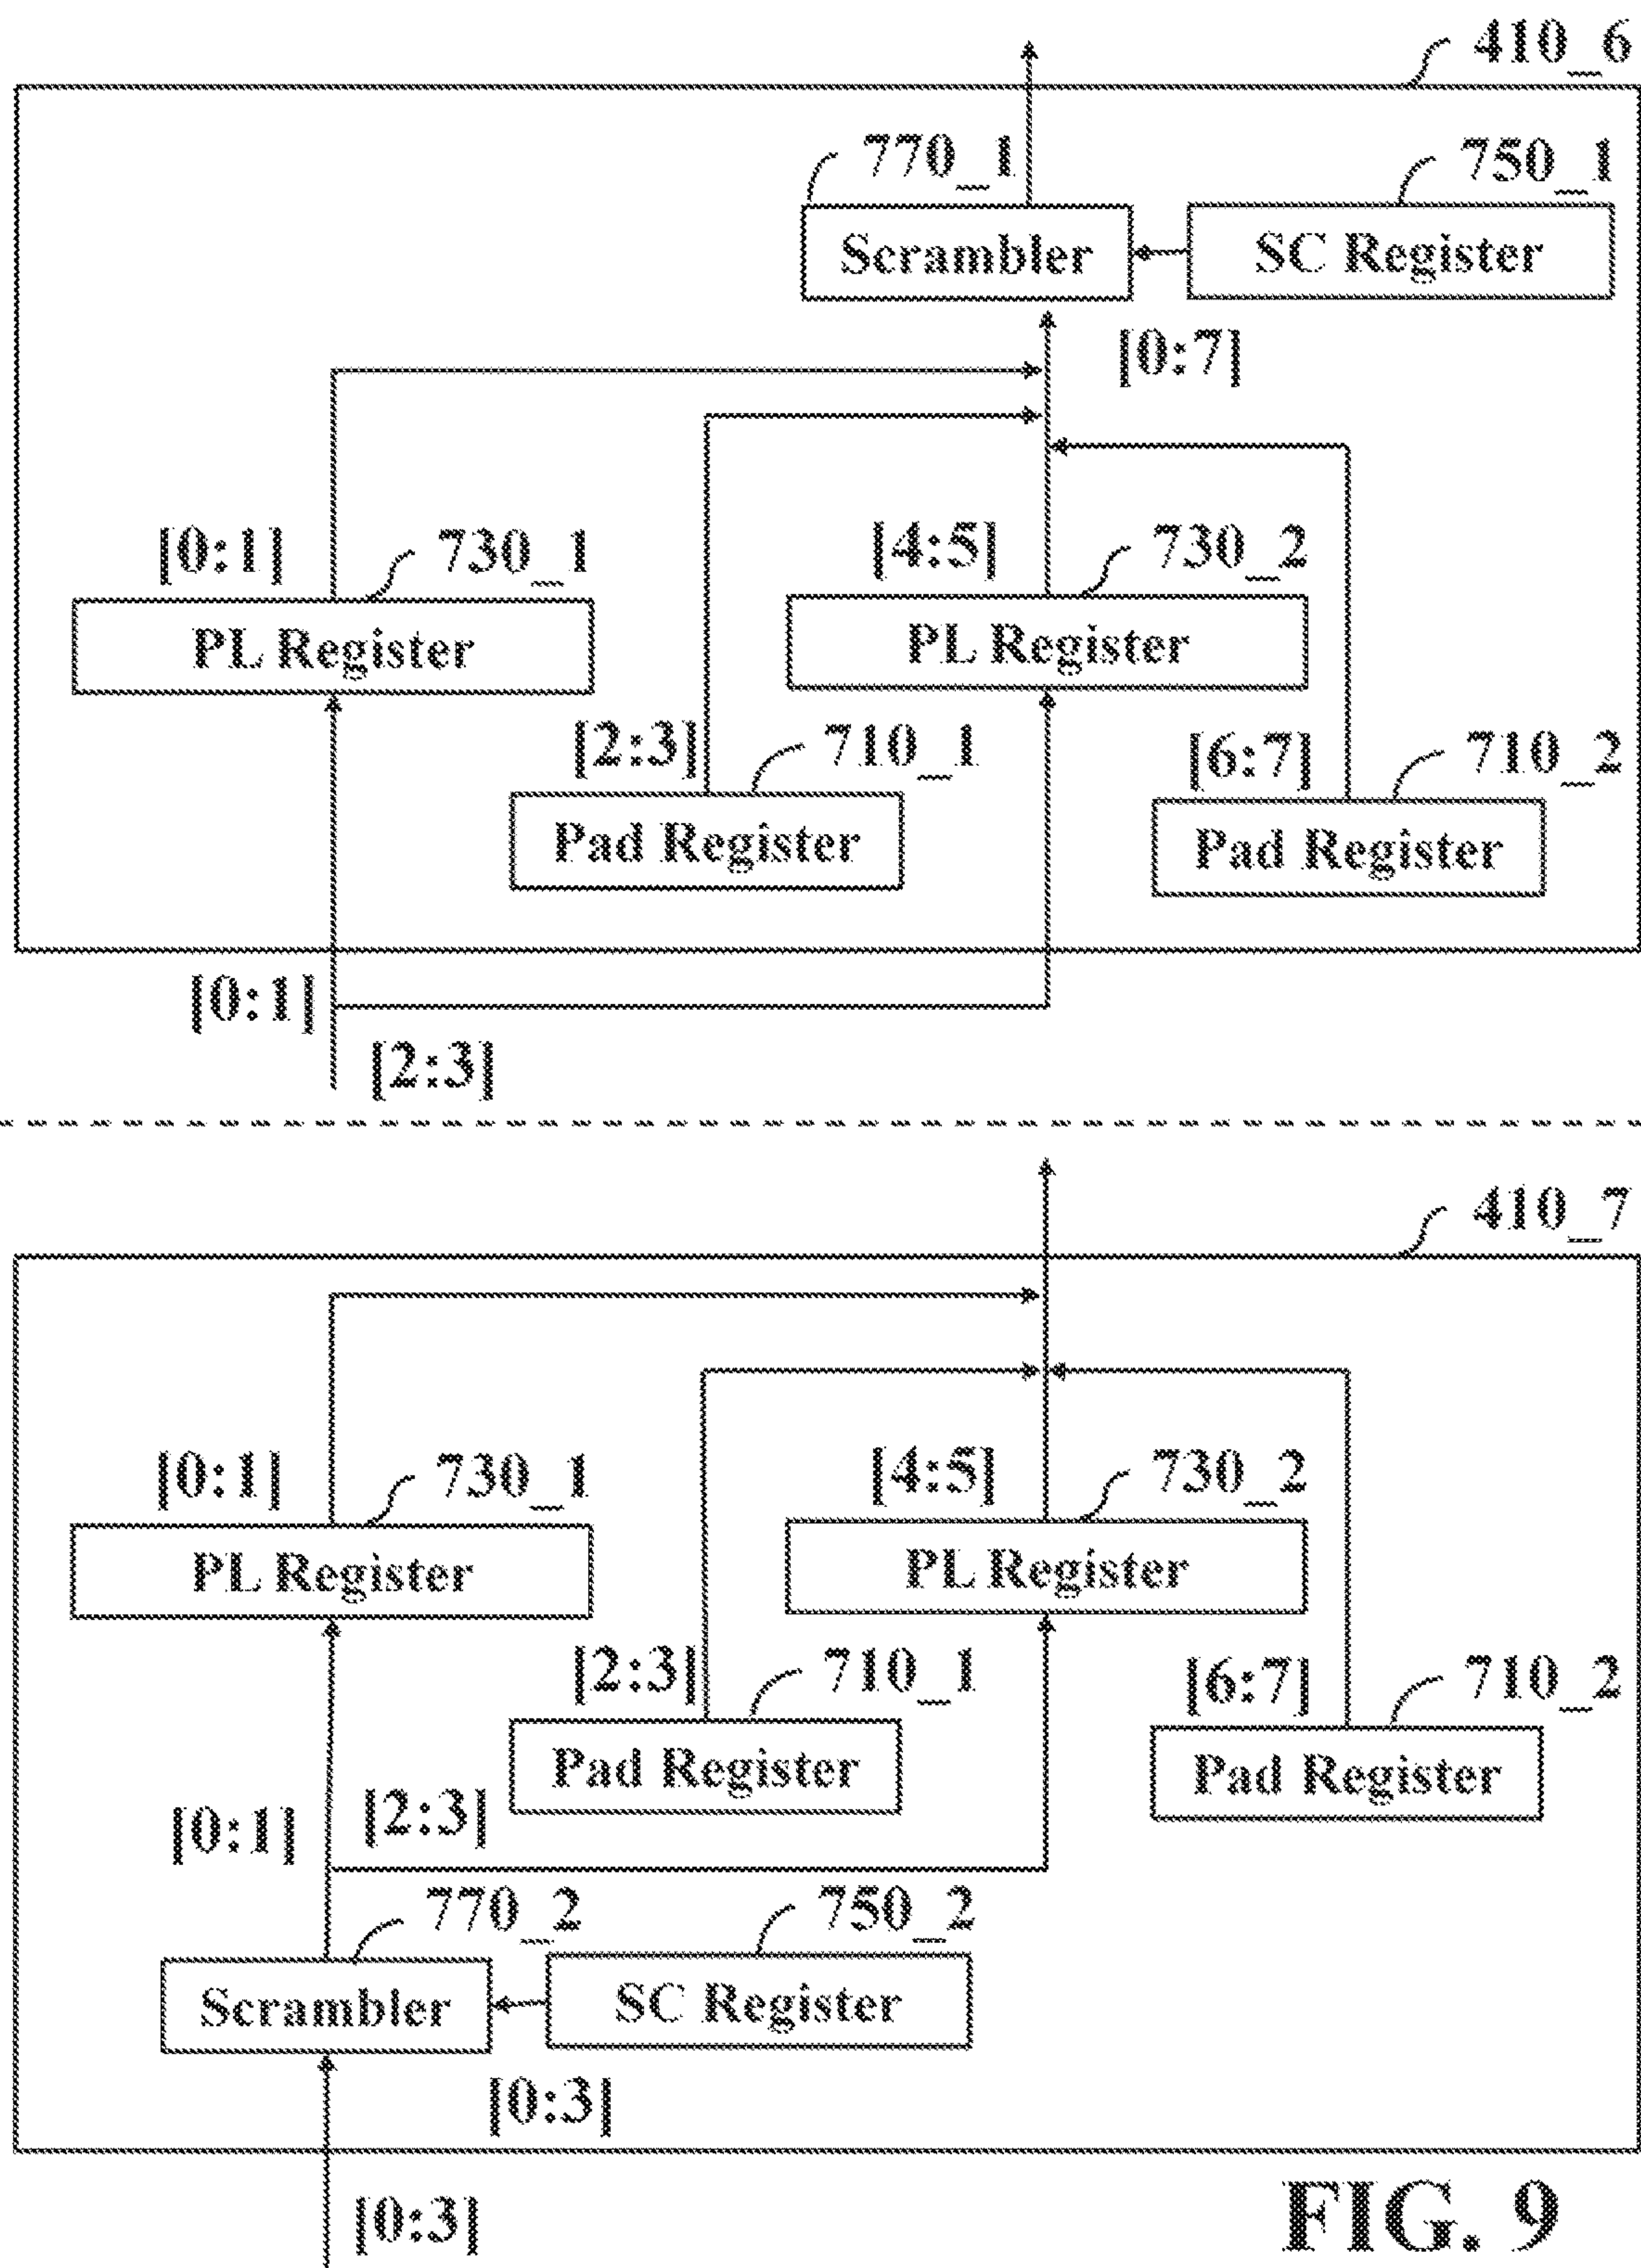 410_6
770_1
750_1
Scrambler
SC Register
[0:7]
[0:1]
730_1
[4:5]
730_2
PL Register
PL Register
[2:3]
710_1
[6:7]
710_2
Pad Register
Pad Register
[0:1]
[2:3]
410_7
[0:1]
730_1
[4:5]
730_2
PL Register
PL Register
[2:3]
710_1
[6:7]
710_2
Pad Register
Pad Register
[0:1]
[2:3]
770_2
750_2
Scrambler
SC Register
[0:3]
[0:3]
FIG. 9